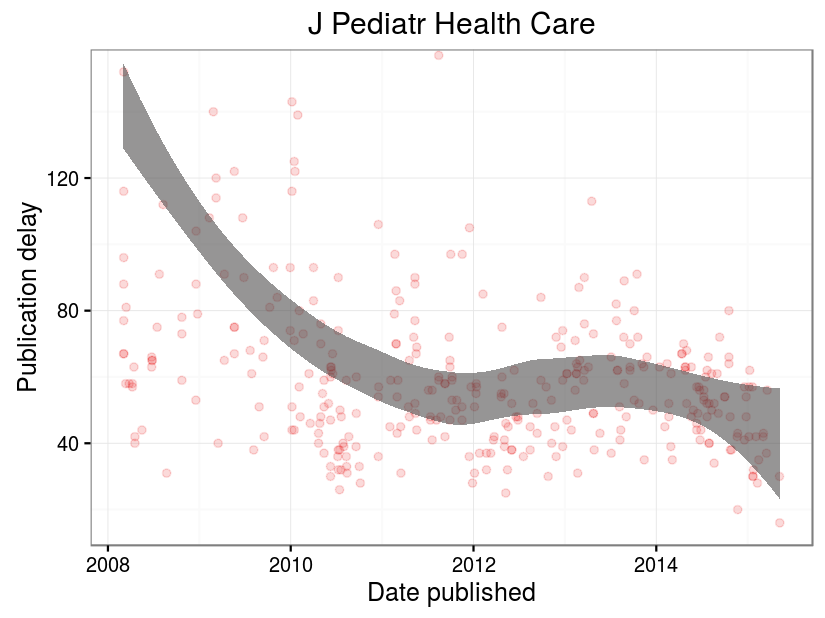 J Pediatr Health Care
Publication delay
120
80
40
2008 2010 2012 2014
Date published